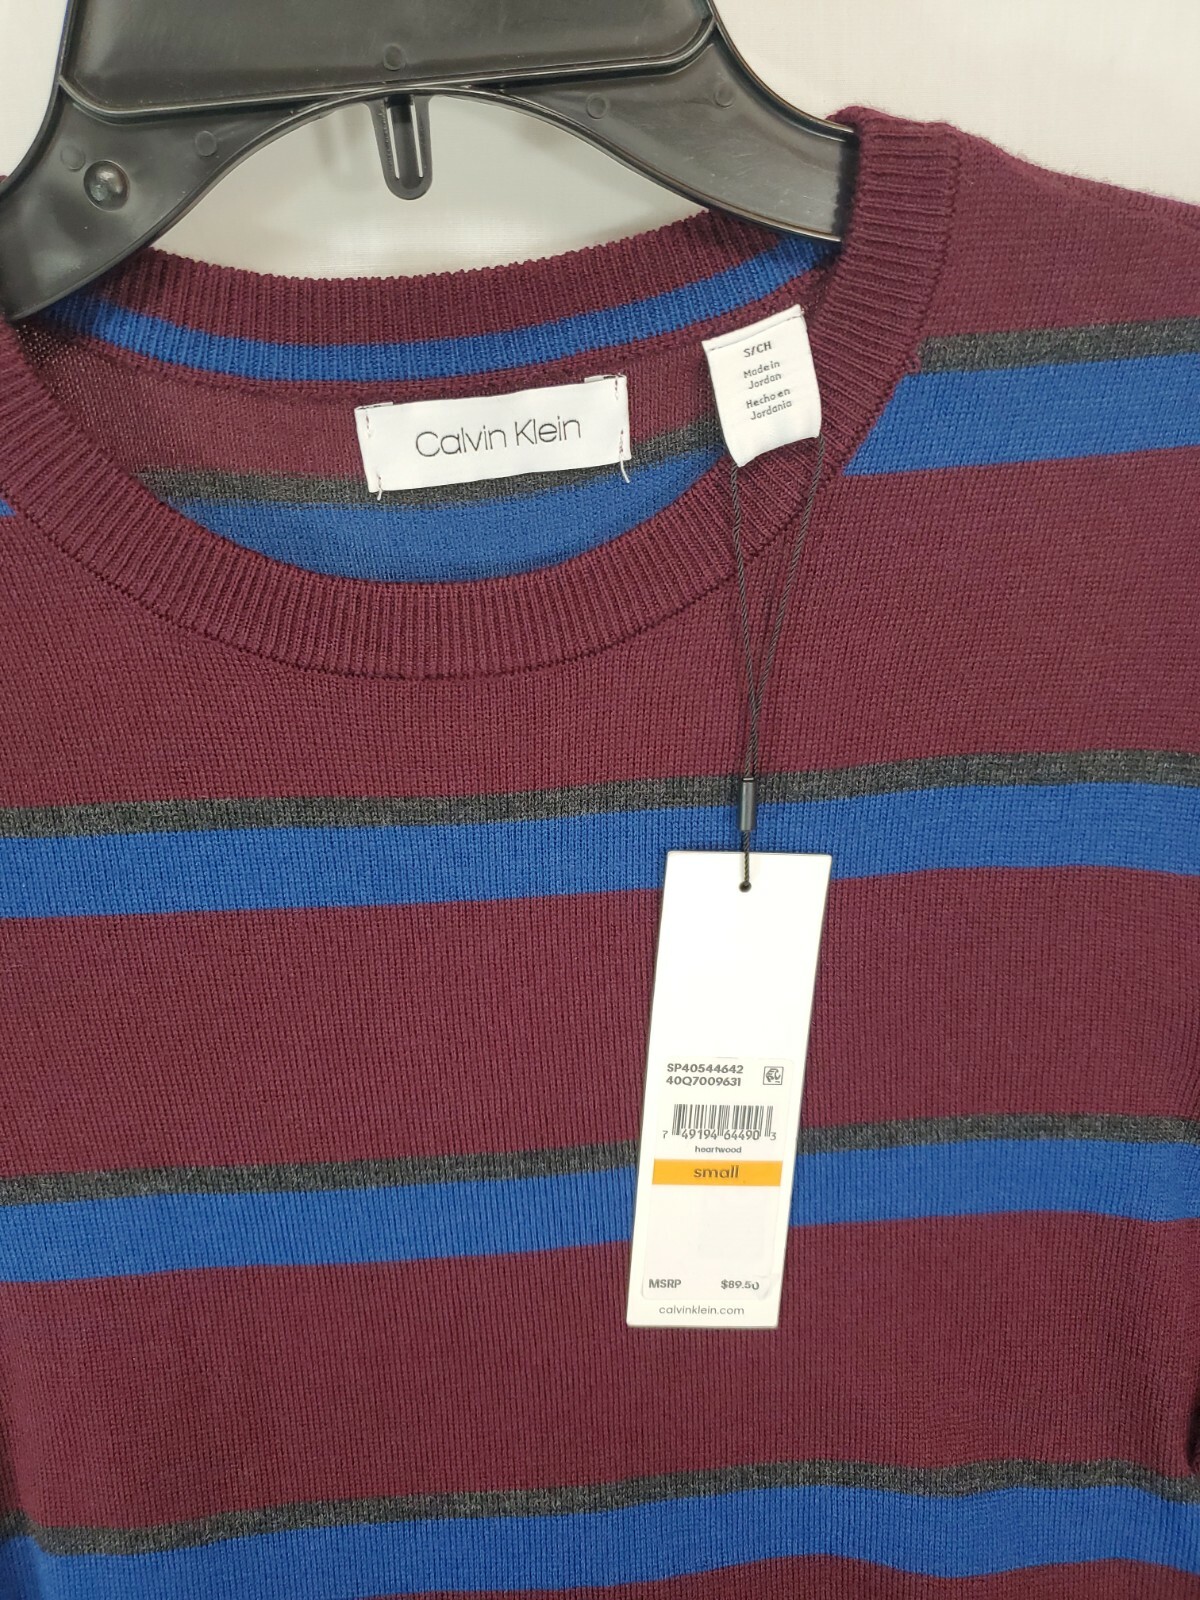 Calvin Klein
S/CH
Made in
Jordan
Hecho en
Jordania
SP40544642
40Q7009631
7 49194 64490 3
heartwood
small
MSRP $89.50
calvinklein.com